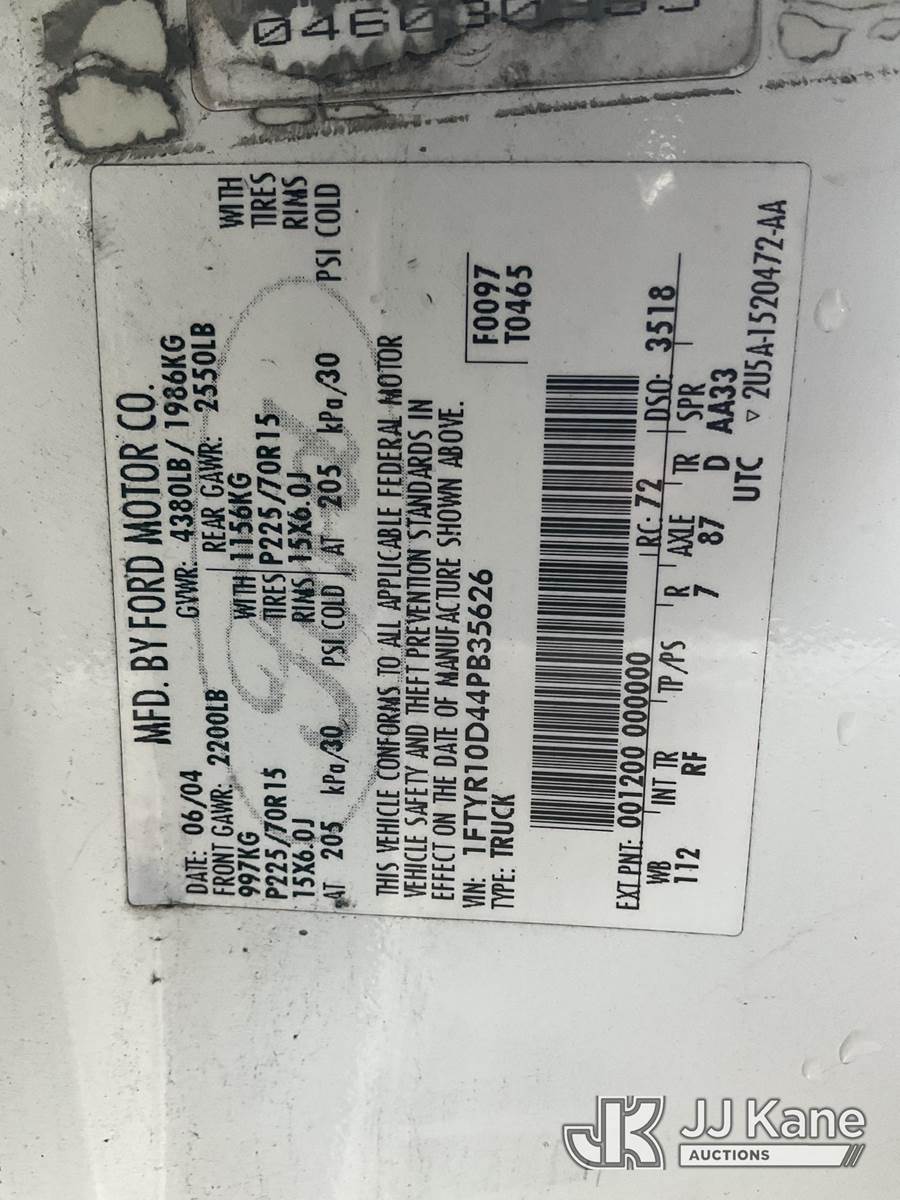 MFD. BY FORD MOTOR CO.
DATE: 06/04 GVWR: 4380LB/ 1986KG
FRONT GAWR: 2200LB REAR GAWR: 2550LB
997KG WITH 1156KG WITH
P225/70R15 TIRES P225/70R15 TIRES
15X6.0J RIMS 15X6.0J RIMS
AT 205 kPa/30 PSI COLD AT 205 kPa/30 PSI COLD
THIS VEHICLE CONFORMS TO ALL APPLICABLE FEDERAL MOTOR
VEHICLE SAFETY AND THEFT PREVENTION STANDARDS IN
EFFECT ON THE DATE OF MANUFACTURE SHOWN ABOVE.
VIN: 1FTYR10D44PB35626 F0097
TYPE: TRUCK T0465
EXT PNT: 001200 000000 RC: 72 DSO: 3518
WB INT TR TP/PS R AXLE TR SPR
112 RF 7 87 D AA33
UTC ▽ 2U5A-1520472-AA
Ford
JJK JJ Kane
AUCTIONS